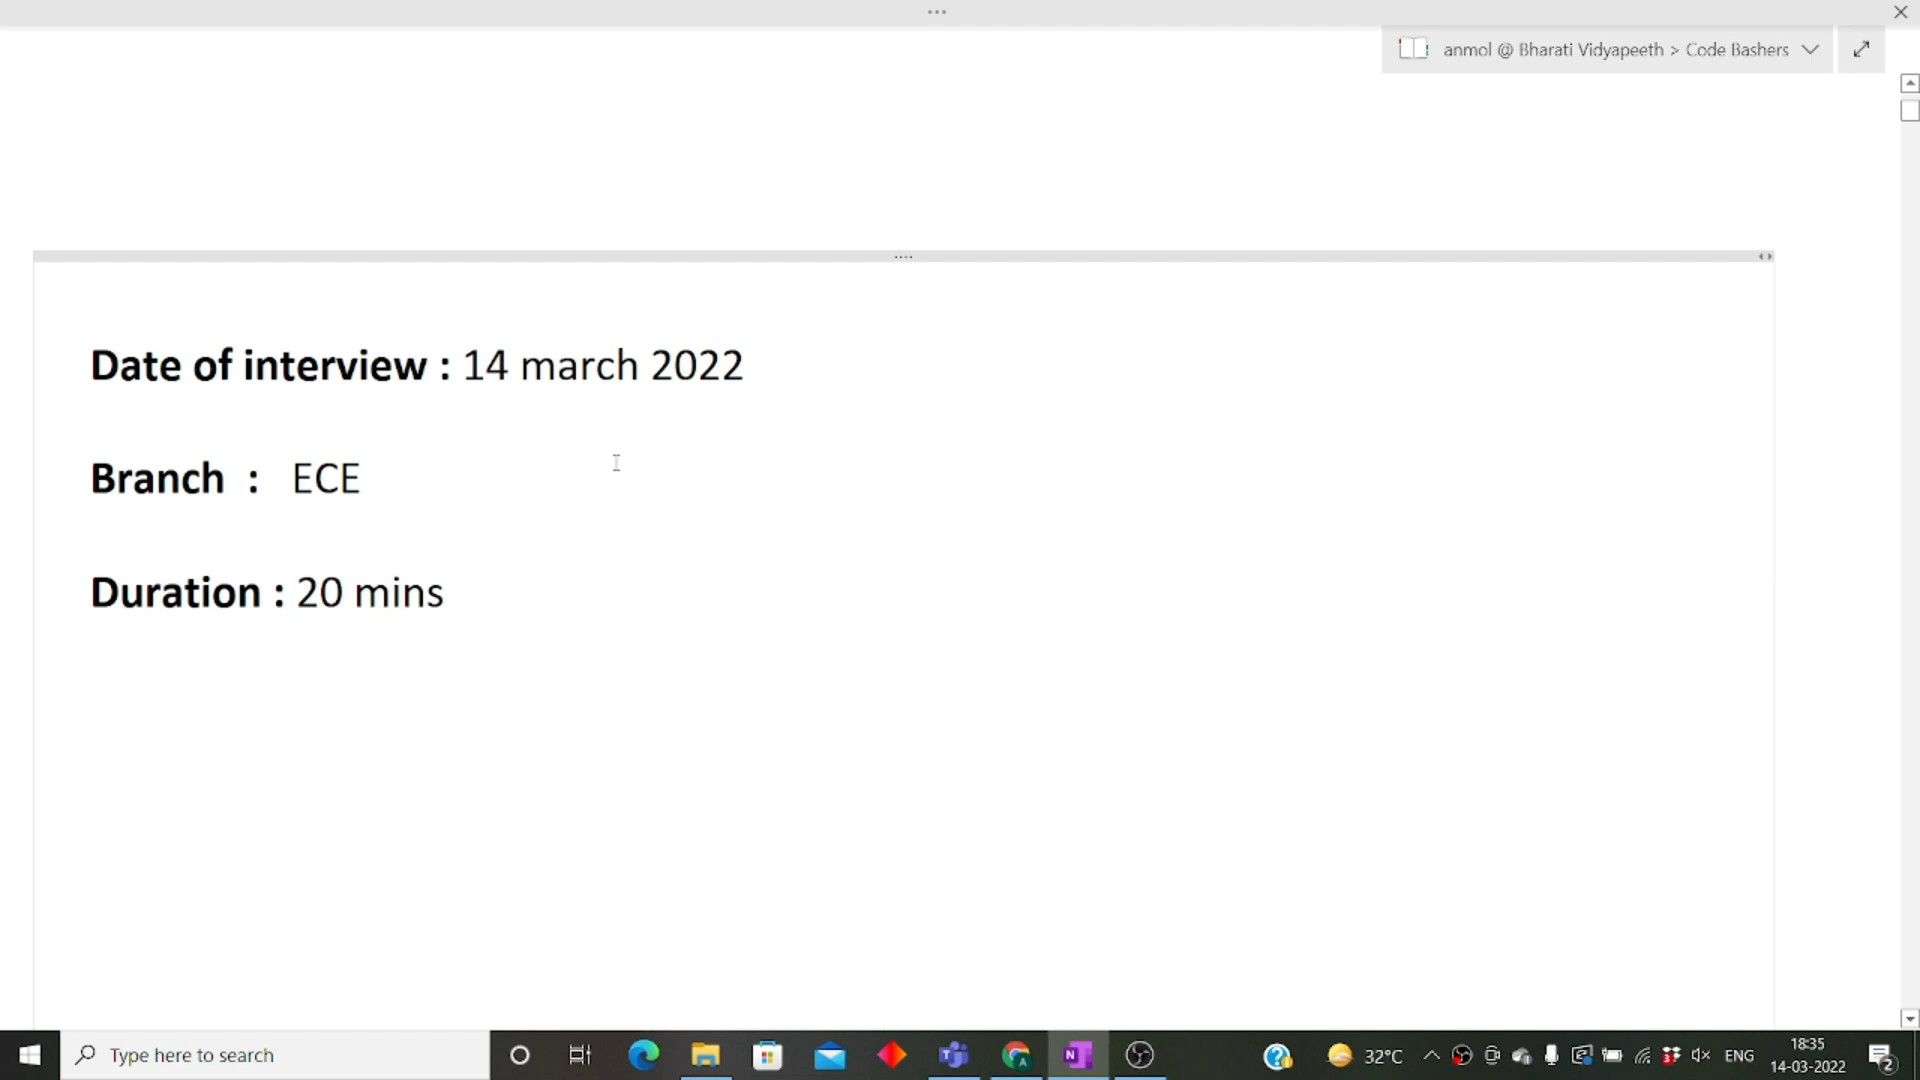 anmol @ Bharati Vidyapeeth > Code Bashers
Date of interview : 14 march 2022
Branch : ECE
Duration : 20 mins
Type here to search
32°C
ENG
18:35
14-03-2022
2